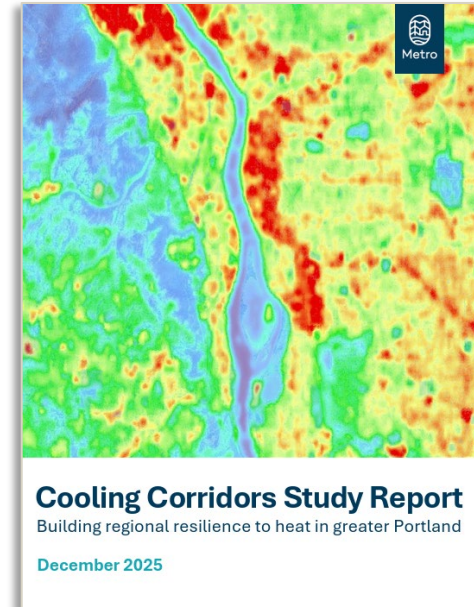 Metro
Cooling Corridors Study Report
Building regional resilience to heat in greater Portland
December 2025